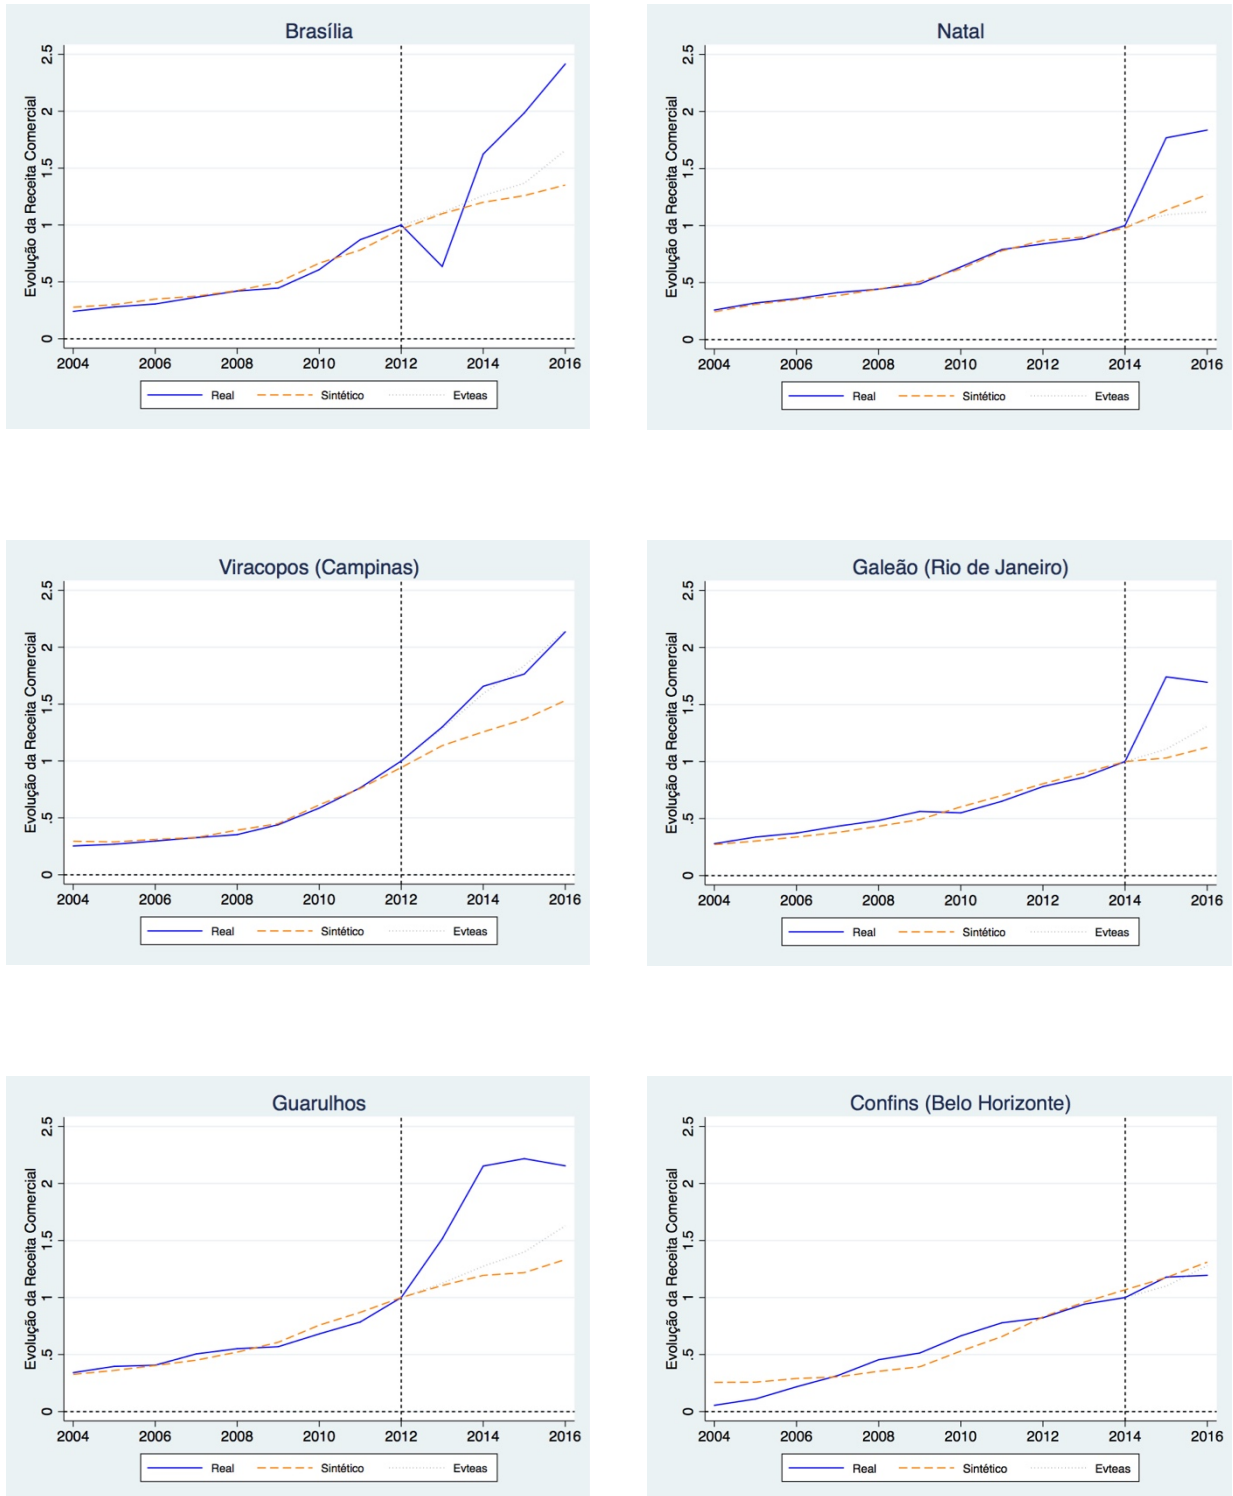 Brasília
Evolução da Receita Comercial
2.5
2
1.5
1
.5
0
2004 2006 2008 2010 2012 2014 2016
Real Sintético Evteas
Natal
Evolução da Receita Comercial
2.5
2
1.5
1
.5
0
2004 2006 2008 2010 2012 2014 2016
Real Sintético Evteas
Viracopos (Campinas)
Evolução da Receita Comercial
2.5
2
1.5
1
.5
0
2004 2006 2008 2010 2012 2014 2016
Real Sintético Evteas
Galeão (Rio de Janeiro)
Evolução da Receita Comercial
2.5
2
1.5
1
.5
0
2004 2006 2008 2010 2012 2014 2016
Real Sintético Evteas
Guarulhos
Evolução da Receita Comercial
2.5
2
1.5
1
.5
0
2004 2006 2008 2010 2012 2014 2016
Real Sintético Evteas
Confins (Belo Horizonte)
Evolução da Receita Comercial
2.5
2
1.5
1
.5
0
2004 2006 2008 2010 2012 2014 2016
Real Sintético Evteas